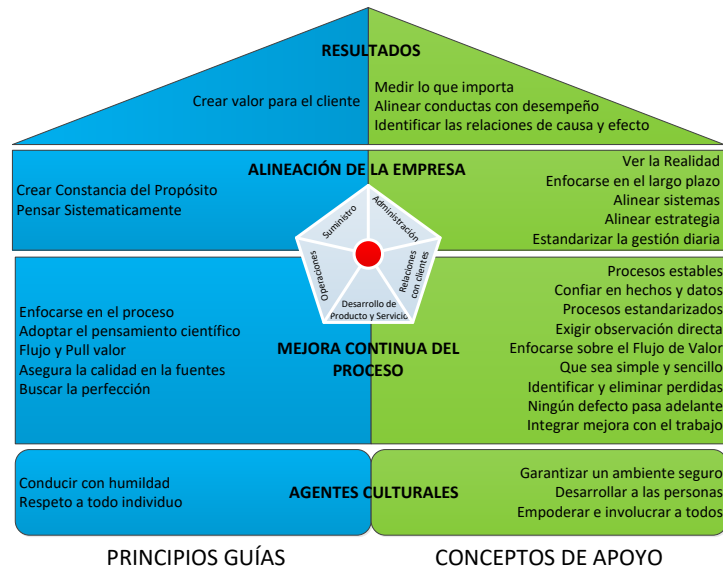 RESULTADOS
Crear valor para el cliente
Medir lo que importa
Alinear conductas con desempeño
Identificar las relaciones de causa y efecto
ALINEACIÓN DE LA EMPRESA
Crear Constancia del Propósito
Pensar Sistematicamente
Ver la Realidad
Enfocarse en el largo plazo
Alinear sistemas
Alinear estrategia
Estandarizar la gestión diaria
Suministro
Administración
Operaciones
Relaciones
con clientes
Desarrollo de
Producto y Servicio
MEJORA CONTINUA DEL
PROCESO
Enfocarse en el proceso
Adoptar el pensamiento científico
Flujo y Pull valor
Asegura la calidad en la fuentes
Buscar la perfección
Procesos estables
Confiar en hechos y datos
Procesos estandarizados
Exigir observación directa
Enfocarse sobre el Flujo de Valor
Que sea simple y sencillo
Identificar y eliminar perdidas
Ningún defecto pasa adelante
Integrar mejora con el trabajo
AGENTES CULTURALES
Conducir con humildad
Respeto a todo individuo
Garantizar un ambiente seguro
Desarrollar a las personas
Empoderar e involucrar a todos
PRINCIPIOS GUÍAS
CONCEPTOS DE APOYO